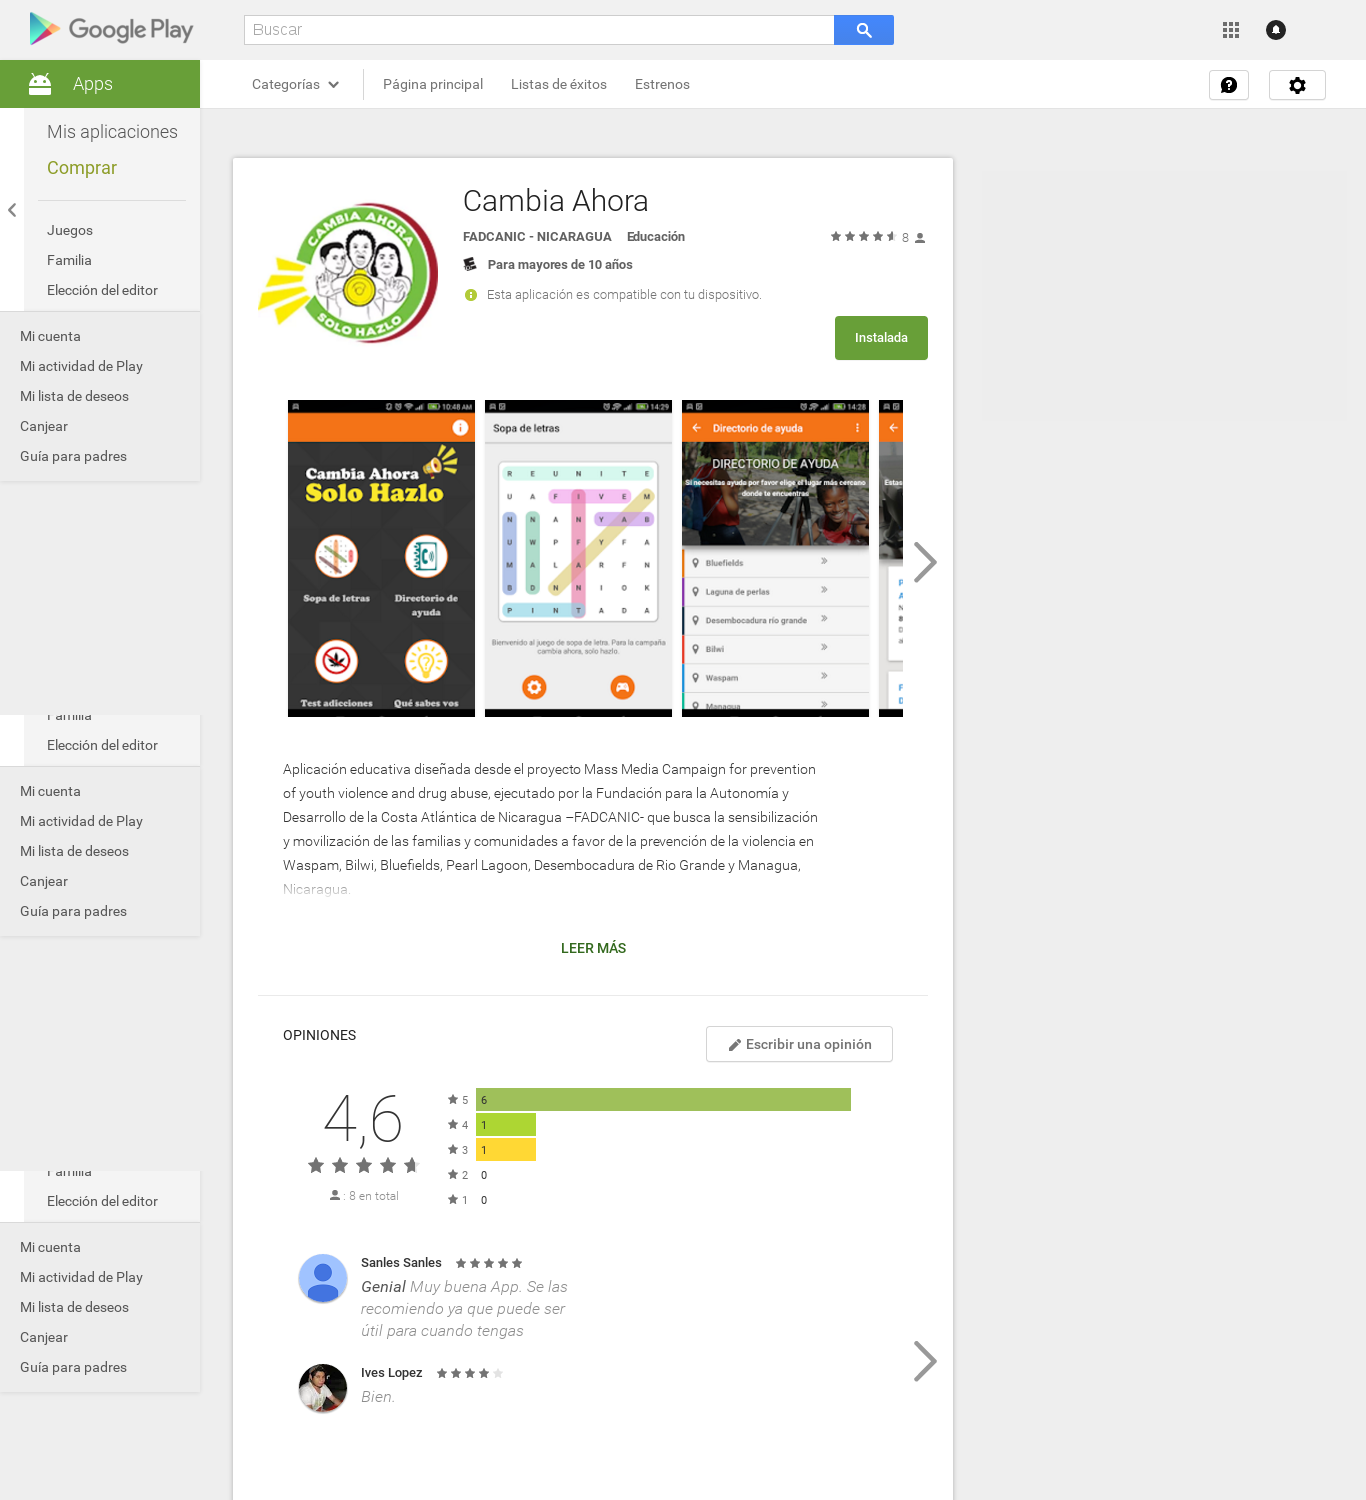 Google Play
Buscar
Apps
Categorías
Página principal
Listas de éxitos
Estrenos
Mis aplicaciones
Comprar
Juegos
Familia
Elección del editor
Mi cuenta
Mi actividad de Play
Mi lista de deseos
Canjear
Guía para padres
CAMBIA AHORA
SOLO HAZLO
Cambia Ahora
FADCANIC - NICARAGUA Educación
8
Para mayores de 10 años
Esta aplicación es compatible con tu dispositivo.
Instalada
10:48 AM
Cambia Ahora
Solo Hazlo
Sopa de letras
Directorio de
ayuda
Test adicciones
Qué sabes vos
14:29
Sopa de letras
R E U N I T E
U A F I V E M
N N A N Y A B
U W P F Y F A
M A L A R F N
B D N N I O K
P I N T A D A
Bienvenido al juego de sopa de letra. Para la campaña
cambia ahora, solo hazlo.
14:28
Directorio de ayuda
DIRECTORIO DE AYUDA
Si necesitas ayuda por favor elige el lugar más cercano
donde te encuentras
Bluefields
Laguna de perlas
Desembocadura río grande
Bilwi
Waspam
Managua
Estas
Aplicación educativa diseñada desde el proyecto Mass Media Campaign for prevention
of youth violence and drug abuse, ejecutado por la Fundación para la Autonomía y
Desarrollo de la Costa Atlántica de Nicaragua –FADCANIC- que busca la sensibilización
y movilización de las familias y comunidades a favor de la prevención de la violencia en
Waspam, Bilwi, Bluefields, Pearl Lagoon, Desembocadura de Rio Grande y Managua,
Nicaragua.
LEER MÁS
Familia
Elección del editor
Mi cuenta
Mi actividad de Play
Mi lista de deseos
Canjear
Guía para padres
OPINIONES
Escribir una opinión
4,6
: 8 en total
5 6
4 1
3 1
2 0
1 0
Familia
Elección del editor
Mi cuenta
Mi actividad de Play
Mi lista de deseos
Canjear
Guía para padres
Sanles Sanles
Genial Muy buena App. Se las
recomiendo ya que puede ser
útil para cuando tengas
Ives Lopez
Bien.